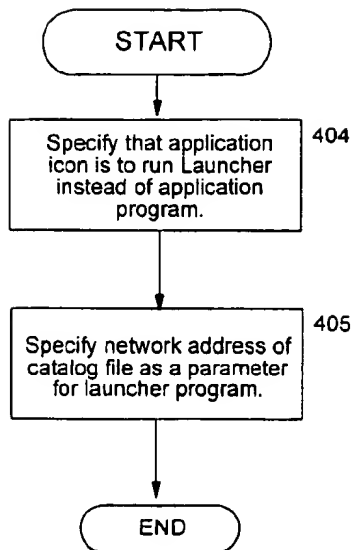 START
404
Specify that application
icon is to run Launcher
instead of application
program.
405
Specify network address of
catalog file as a parameter
for launcher program.
END